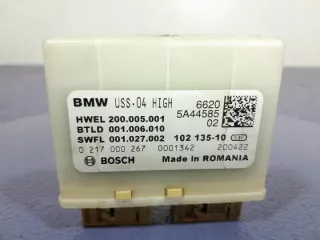 BMW USS-04 HIGH 6620
5A44585
02
HWEL 200.005.001
BTLD 001.006.010
SWFL 001.027.002 102 135-10
0 217 000 267 0001342 200422
BOSCH Made in ROMANIA